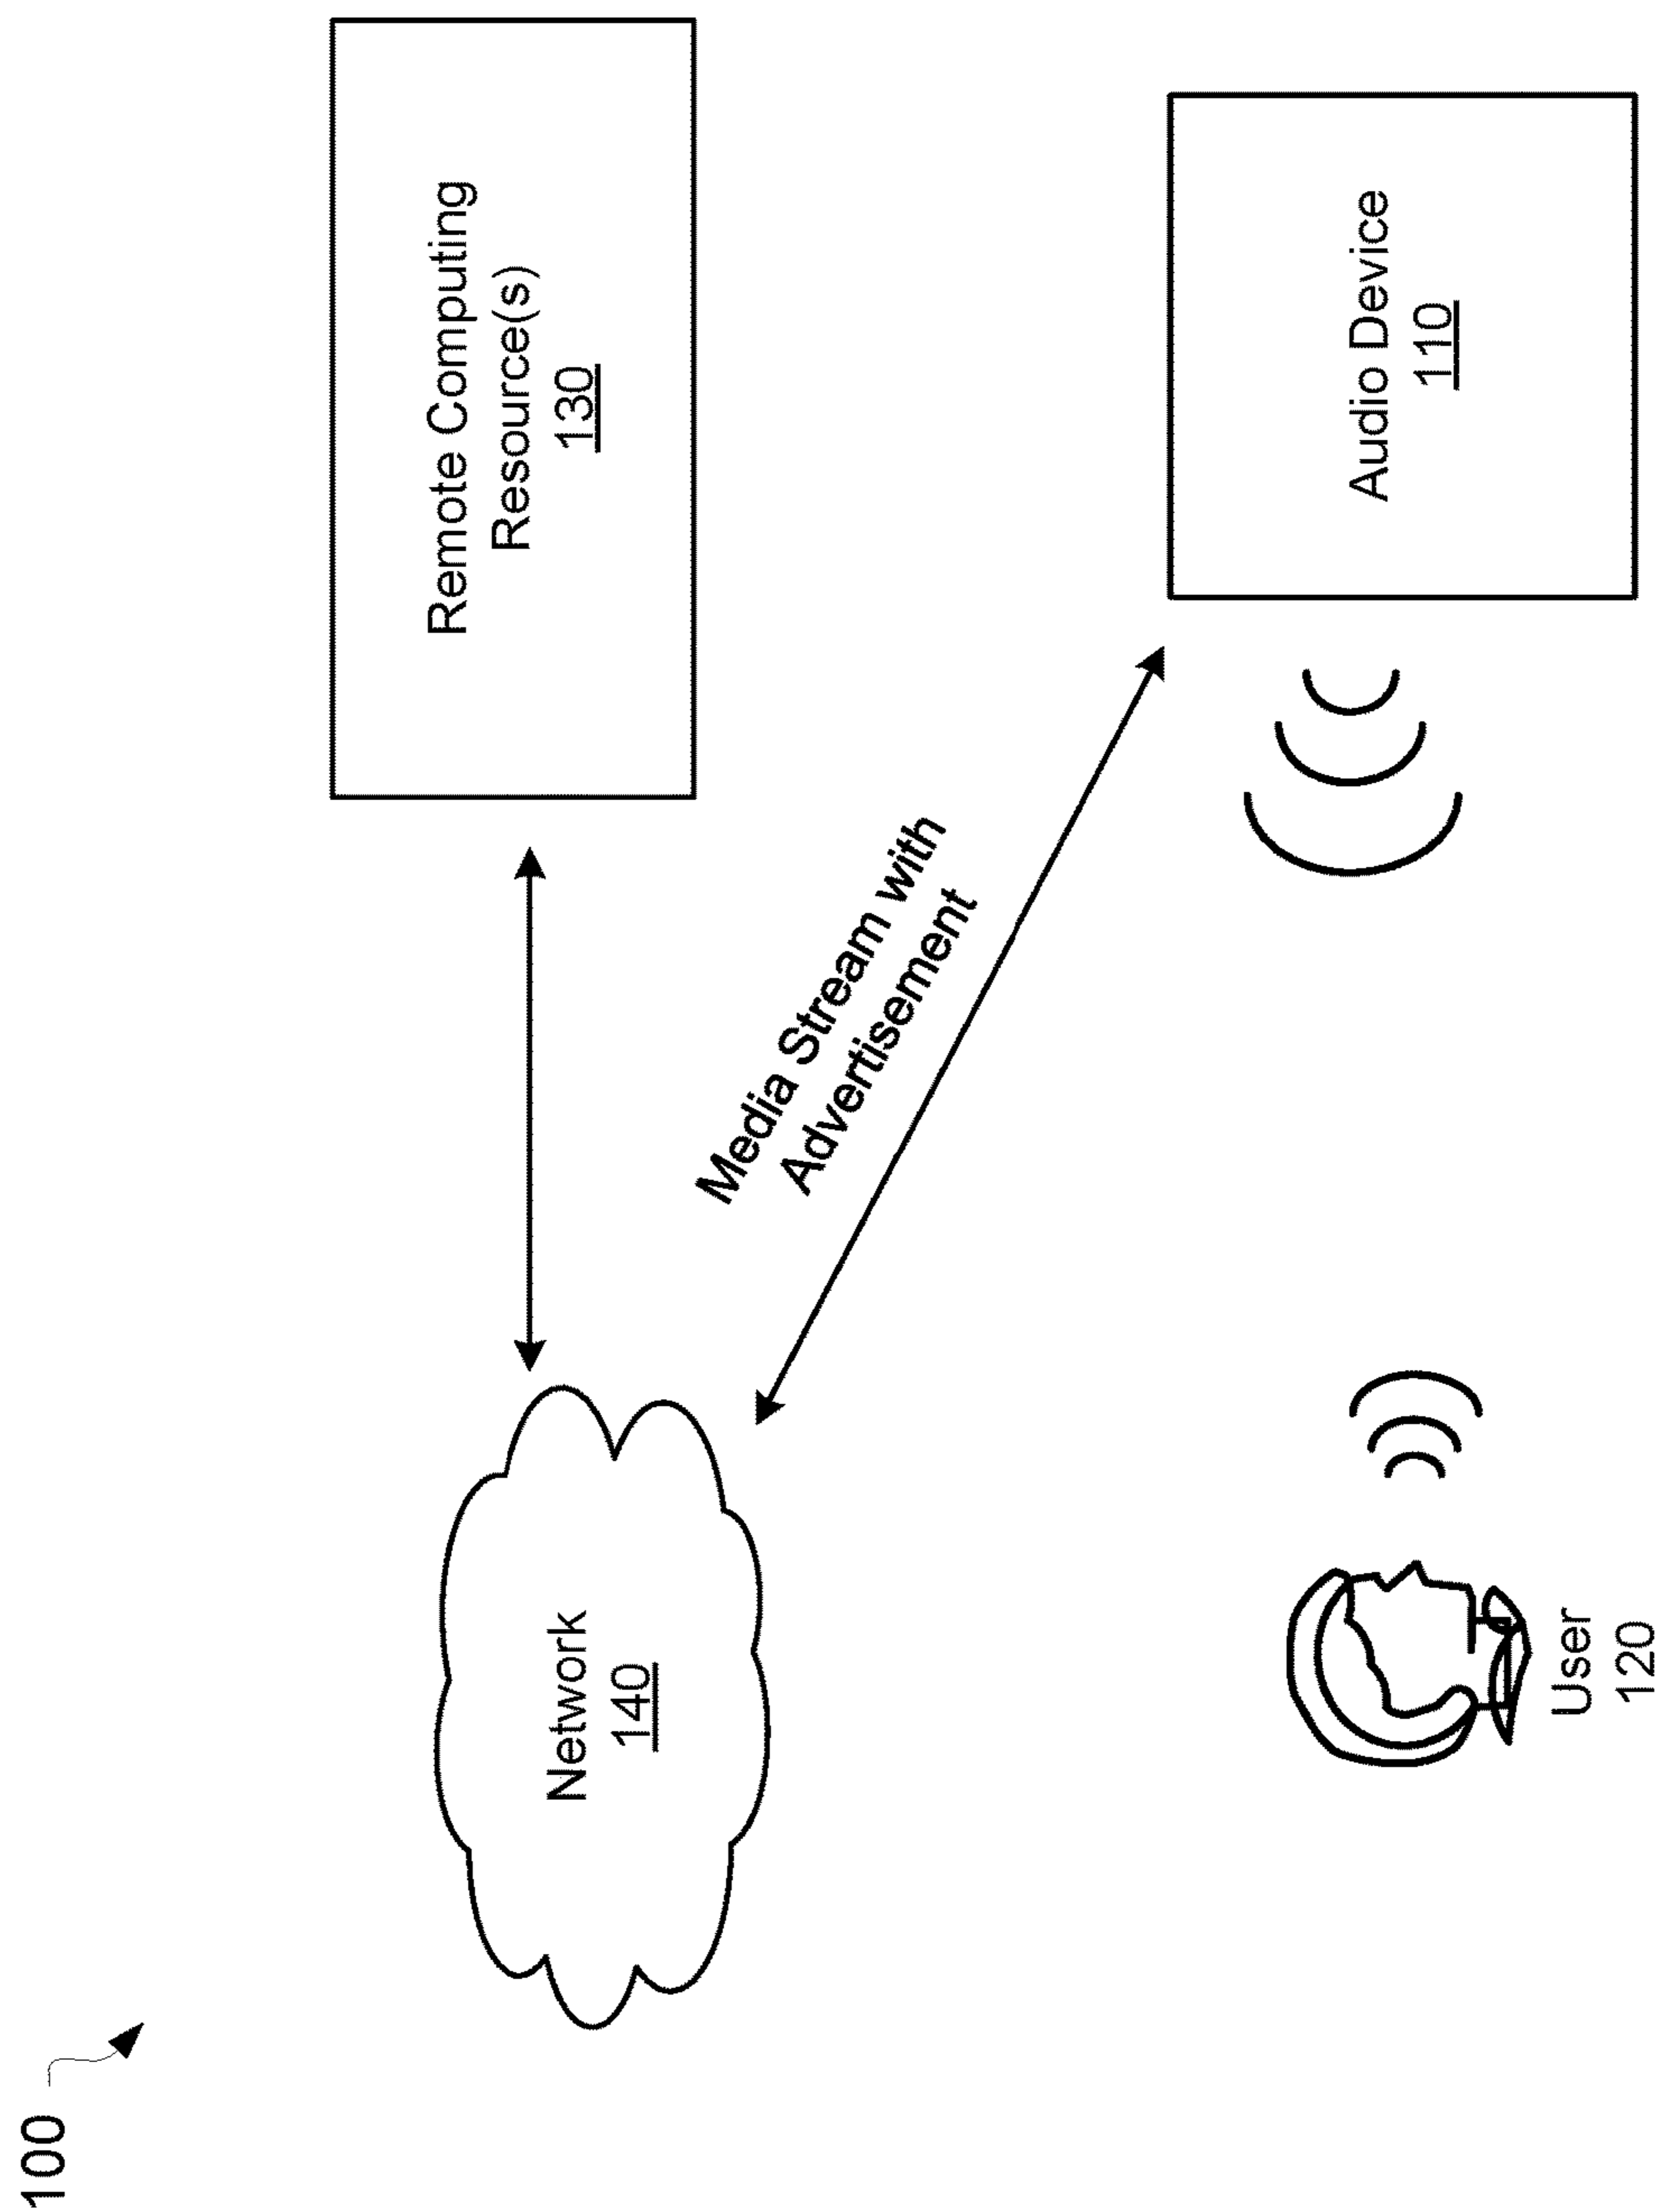 100
Network
140
Remote Computing
Resource(s)
130
Media Stream with
Advertisement
User
120
Audio Device
110